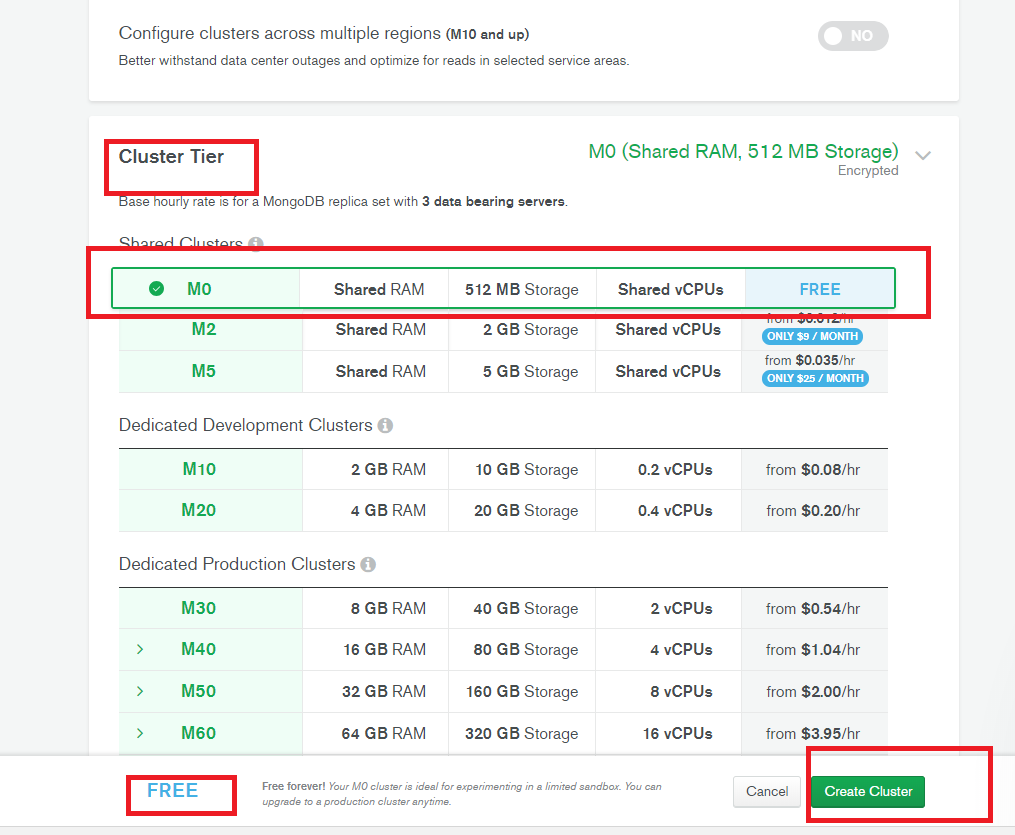 Configure clusters across multiple regions (M10 and up)
NO
Better withstand data center outages and optimize for reads in selected service areas.
Cluster Tier
M0 (Shared RAM, 512 MB Storage)
Encrypted
Base hourly rate is for a MongoDB replica set with 3 data bearing servers.
Shared Clusters
M0 Shared RAM 512 MB Storage Shared vCPUs FREE
from $0.012/hr
M2 Shared RAM 2 GB Storage Shared vCPUs
ONLY $9 / MONTH
from $0.035/hr
M5 Shared RAM 5 GB Storage Shared vCPUs
ONLY $25 / MONTH
Dedicated Development Clusters
M10 2 GB RAM 10 GB Storage 0.2 vCPUs from $0.08/hr
M20 4 GB RAM 20 GB Storage 0.4 vCPUs from $0.20/hr
Dedicated Production Clusters
M30 8 GB RAM 40 GB Storage 2 vCPUs from $0.54/hr
M40 16 GB RAM 80 GB Storage 4 vCPUs from $1.04/hr
M50 32 GB RAM 160 GB Storage 8 vCPUs from $2.00/hr
M60 64 GB RAM 320 GB Storage 16 vCPUs from $3.95/hr
FREE
Free forever! Your M0 cluster is ideal for experimenting in a limited sandbox. You can
upgrade to a production cluster anytime.
Cancel
Create Cluster